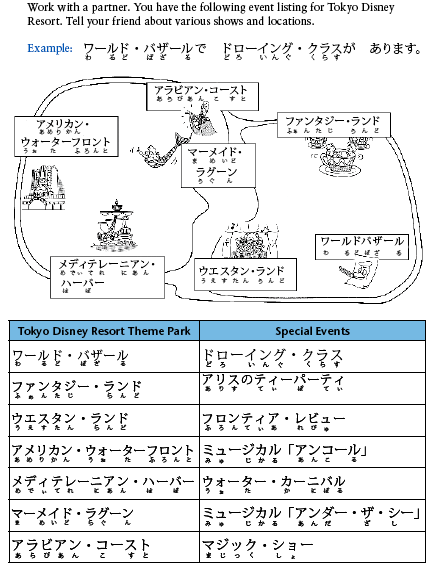 Work with a partner. You have the following event listing for Tokyo Disney
Resort. Tell your friend about various shows and locations.
Example: ワールド・バザールで ドローイング・クラスが あります。
わるど ばざる どろ いんぐ くらす
アラビアン・コースト
あらびあん こ すと
アメリカン・
あめりかん
ウォーターフロント
うぉ た ふろんと
ファンタジー・ランド
ふぁんたじ らんど
マーメイド・
ま めいど
ラグーン
らぐ ん
メディテレーニアン・
めでぃてれ にあん
ハーバー
は ば
ウエスタン・ランド
うえすたん らんど
ワールドバザール
わ るどばざ る
Tokyo Disney Resort Theme Park Special Events
ワールド・バザール ドローイング・クラス
わ るど ばざ る どろ いんぐ くらす
ファンタジー・ランド アリスのティーパーティ
ふぁんたじ らんど ありす てぃ ぱ てぃ
ウエスタン・ランド フロンティア・レビュー
うえすたん らんど ふろんてぃあ れびゅ
アメリカン・ウォーターフロント ミュージカル「アンコール」
あめりかん うぉ た ふろんと みゅ じかる あんこ る
メディテレーニアン・ハーバー ウォーター・カーニバル
めでぃてれ にあん は ば うぉ た か にばる
マーメイド・ラグーン ミュージカル「アンダー・ザ・シー」
ま めいど らぐ ん みゅ じかる あんだ ざ し
アラビアン・コースト マジック・ショー
あらびあん こ すと まじっく しょ